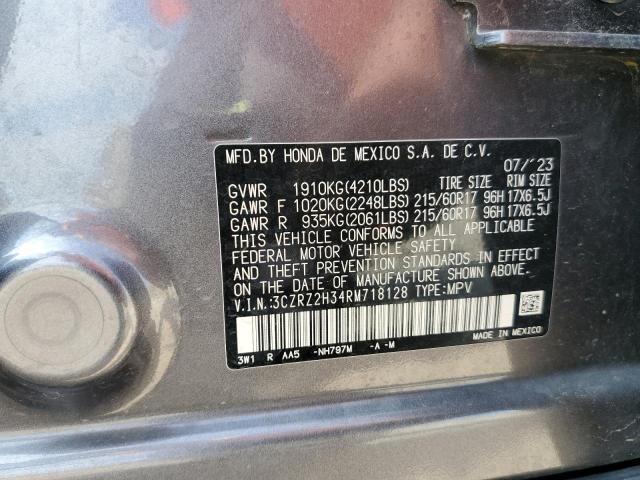 MFD.BY HONDA DE MEXICO S.A. DE C.V. 07/'23
GVWR 1910KG(4210LBS) TIRE SIZE RIM SIZE
GAWR F 1020KG(2248LBS) 215/60R17 96H 17X6.5J
GAWR R 935KG(2061LBS) 215/60R17 96H 17X6.5J
THIS VEHICLE CONFORMS TO ALL APPLICABLE
FEDERAL MOTOR VEHICLE SAFETY
AND THEFT PREVENTION STANDARDS IN EFFECT
ON THE DATE OF MANUFACTURE SHOWN ABOVE.
V.I.N.:3CZRZ2H34RM718128 TYPE:MPV
3W1 R AA5 -NH797M -A -M MADE IN MEXICO